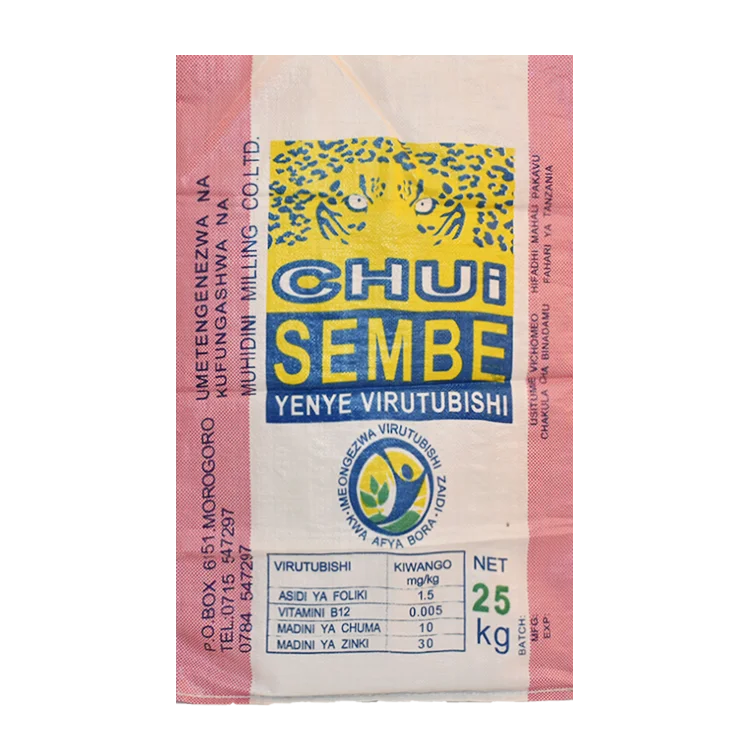 CHUi
SEMBE
YENYE VIRUTUBISHI
IMEONGEZWA VIRUTUBISHI ZAIDI
KWA AFYA BORA
VIRUTUBISHI KIWANGO mg/kg
ASIDI YA FOLIKI 1.5
VITAMINI B12 0.005
MADINI YA CHUMA 10
MADINI YA ZINKI 30
NET
25
kg
BATCH:
MFG:
EXP:
UMETENGENEZWA NA
KUFUNGASHWA NA
MUHIDINI MILLING CO.LTD.
P.O.BOX 6151.MOROGORO
TEL:0715 547297
0784 547297
USITUME VICHOMEO HIFADHI MAHALI PAKAVU
CHAKULA CHA BINADAMU FAHARI YA TANZANIA